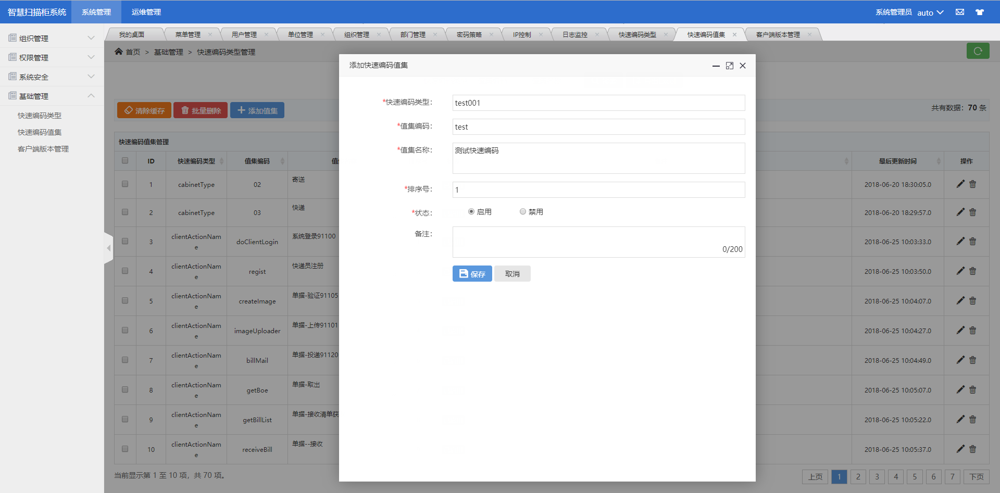 智慧扫描柜系统 系统管理 运维管理 系统管理员 auto
组织管理
权限管理
系统安全
基础管理
快速编码类型
快速编码值集
客户端版本管理
我的桌面 菜单管理 用户管理 单位管理 组织管理 部门管理 密码策略 IP控制 日志监控 快速编码类型 快速编码值集 客户端版本管理
首页 > 基础管理 > 快速编码类型管理
清除缓存 批量删除 添加值集 共有数据：70 条
快速编码值集管理
ID 快速编码类型 值集编码 最后更新时间 操作
1 cabinetType 02 寄送 2018-06-20 18:30:05.0
2 cabinetType 03 快递 2018-06-20 18:29:57.0
3 clientActionName doClientLogin 系统登录91100 2018-06-25 10:03:33.0
4 clientActionName regist 快递员注册 2018-06-25 10:03:50.0
5 clientActionName createImage 单据-验证91105 2018-06-25 10:04:07.0
6 clientActionName imageUploader 单据-上传91101 2018-06-25 10:04:27.0
7 clientActionName billMail 单据-投递91120 2018-06-25 10:04:49.0
8 clientActionName getBoe 单据-取出 2018-06-25 10:05:07.0
9 clientActionName getBillList 单据-接收清单获 2018-06-25 10:05:22.0
10 clientActionName receiveBill 单据--接收 2018-06-25 10:05:37.0
当前显示第 1 至 10 项，共 70 项。
上页 1 2 3 4 5 6 7 下页
添加快速编码值集
*快速编码类型： test001
*值集编码： test
*值集名称： 测试快速编码
*排序号： 1
*状态： 启用 禁用
备注：
0/200
保存 取消